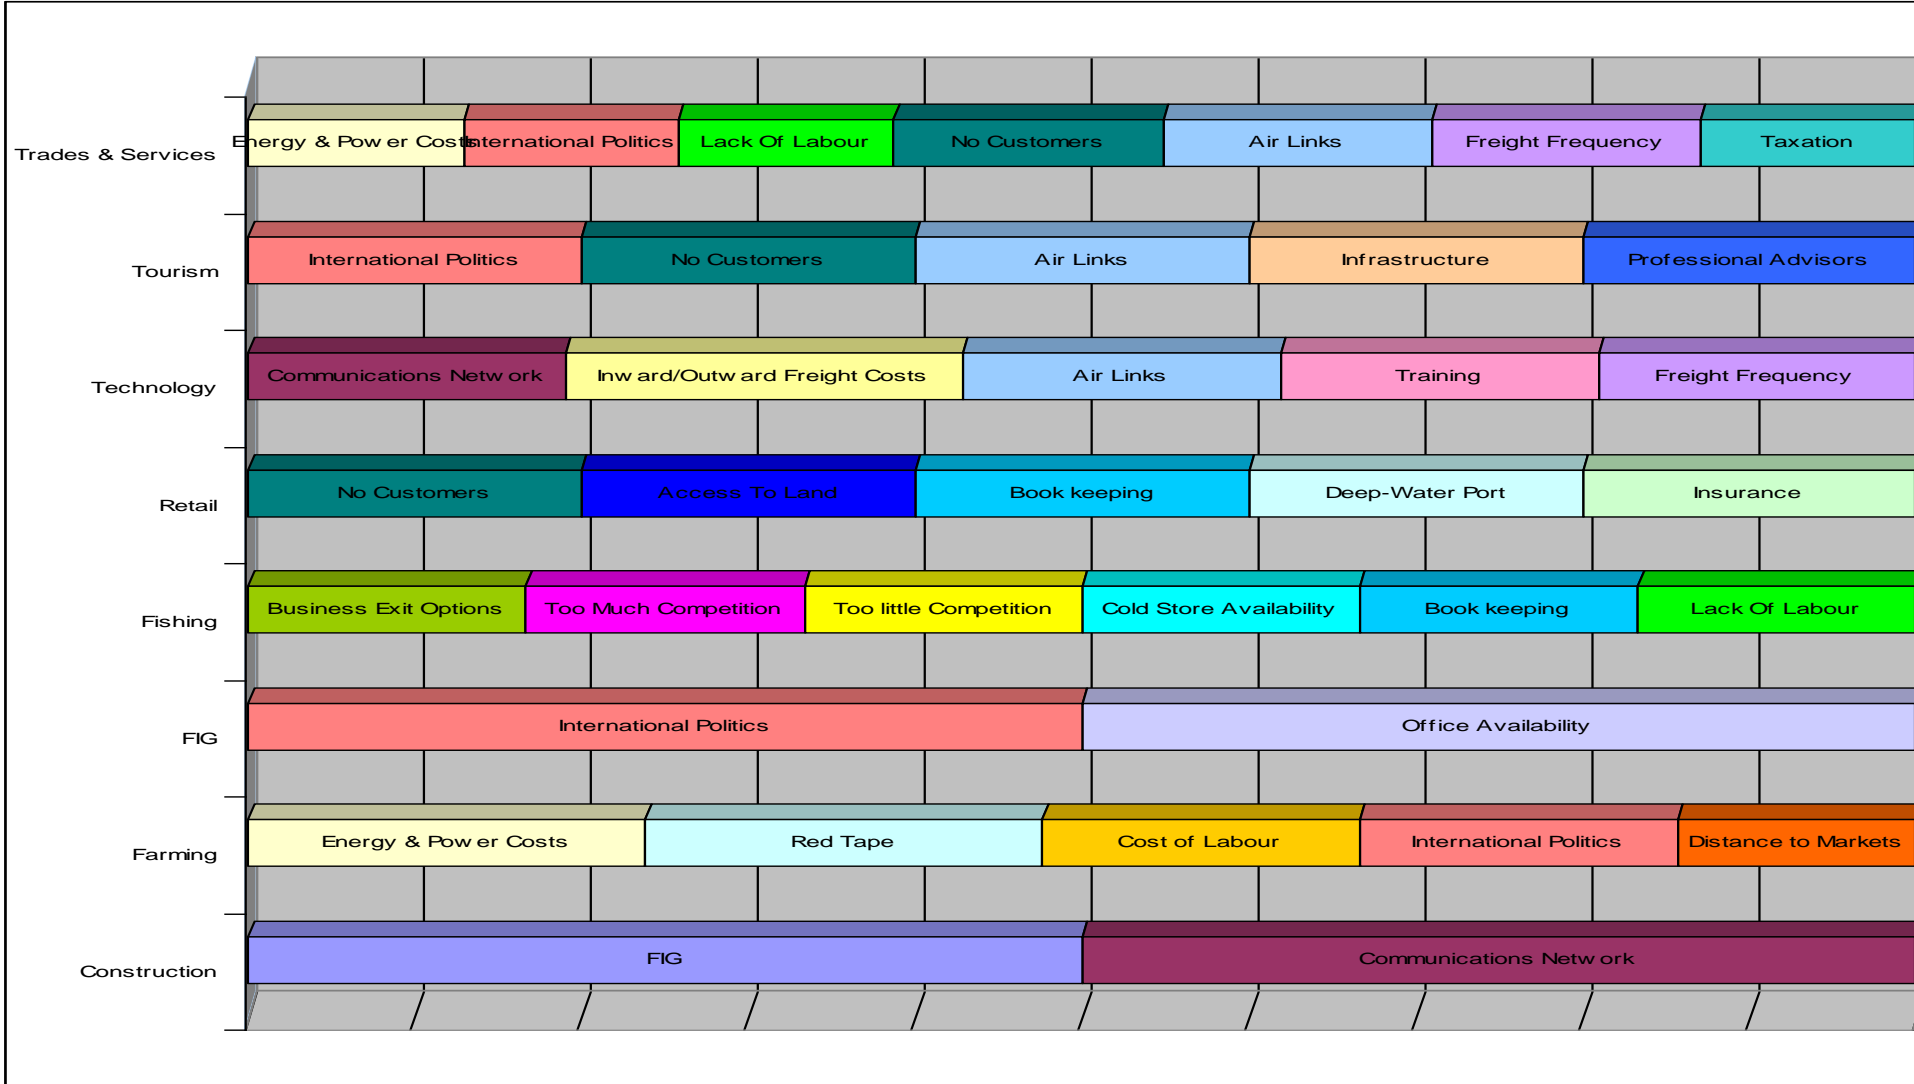 Trades & Services
Energy & Power Costs International Politics Lack Of Labour No Customers Air Links Freight Frequency Taxation
Tourism
International Politics No Customers Air Links Infrastructure Professional Advisors
Technology
Communications Network Inward/Outward Freight Costs Air Links Training Freight Frequency
Retail
No Customers Access To Land Book keeping Deep-Water Port Insurance
Fishing
Business Exit Options Too Much Competition Too little Competition Cold Store Availability Book keeping Lack Of Labour
FIG
International Politics Office Availability
Farming
Energy & Power Costs Red Tape Cost of Labour International Politics Distance to Markets
Construction
FIG Communications Network